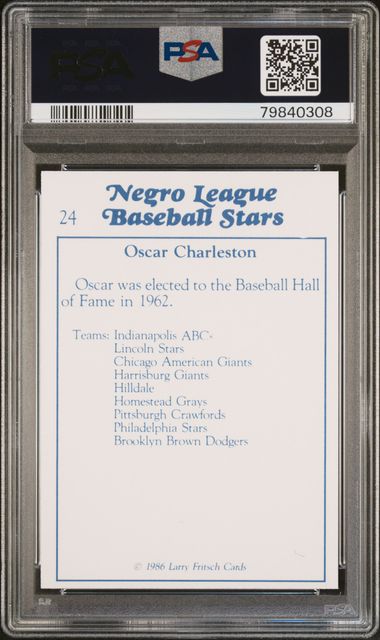 PSA
PSA
79840308
24
Negro League
Baseball Stars
Oscar Charleston
Oscar was elected to the Baseball Hall
of Fame in 1962.
Teams: Indianapolis ABC's
Lincoln Stars
Chicago American Giants
Harrisburg Giants
Hilldale
Homestead Grays
Pittsburgh Crawfords
Philadelphia Stars
Brooklyn Brown Dodgers
© 1986 Larry Fritsch Cards
PSA